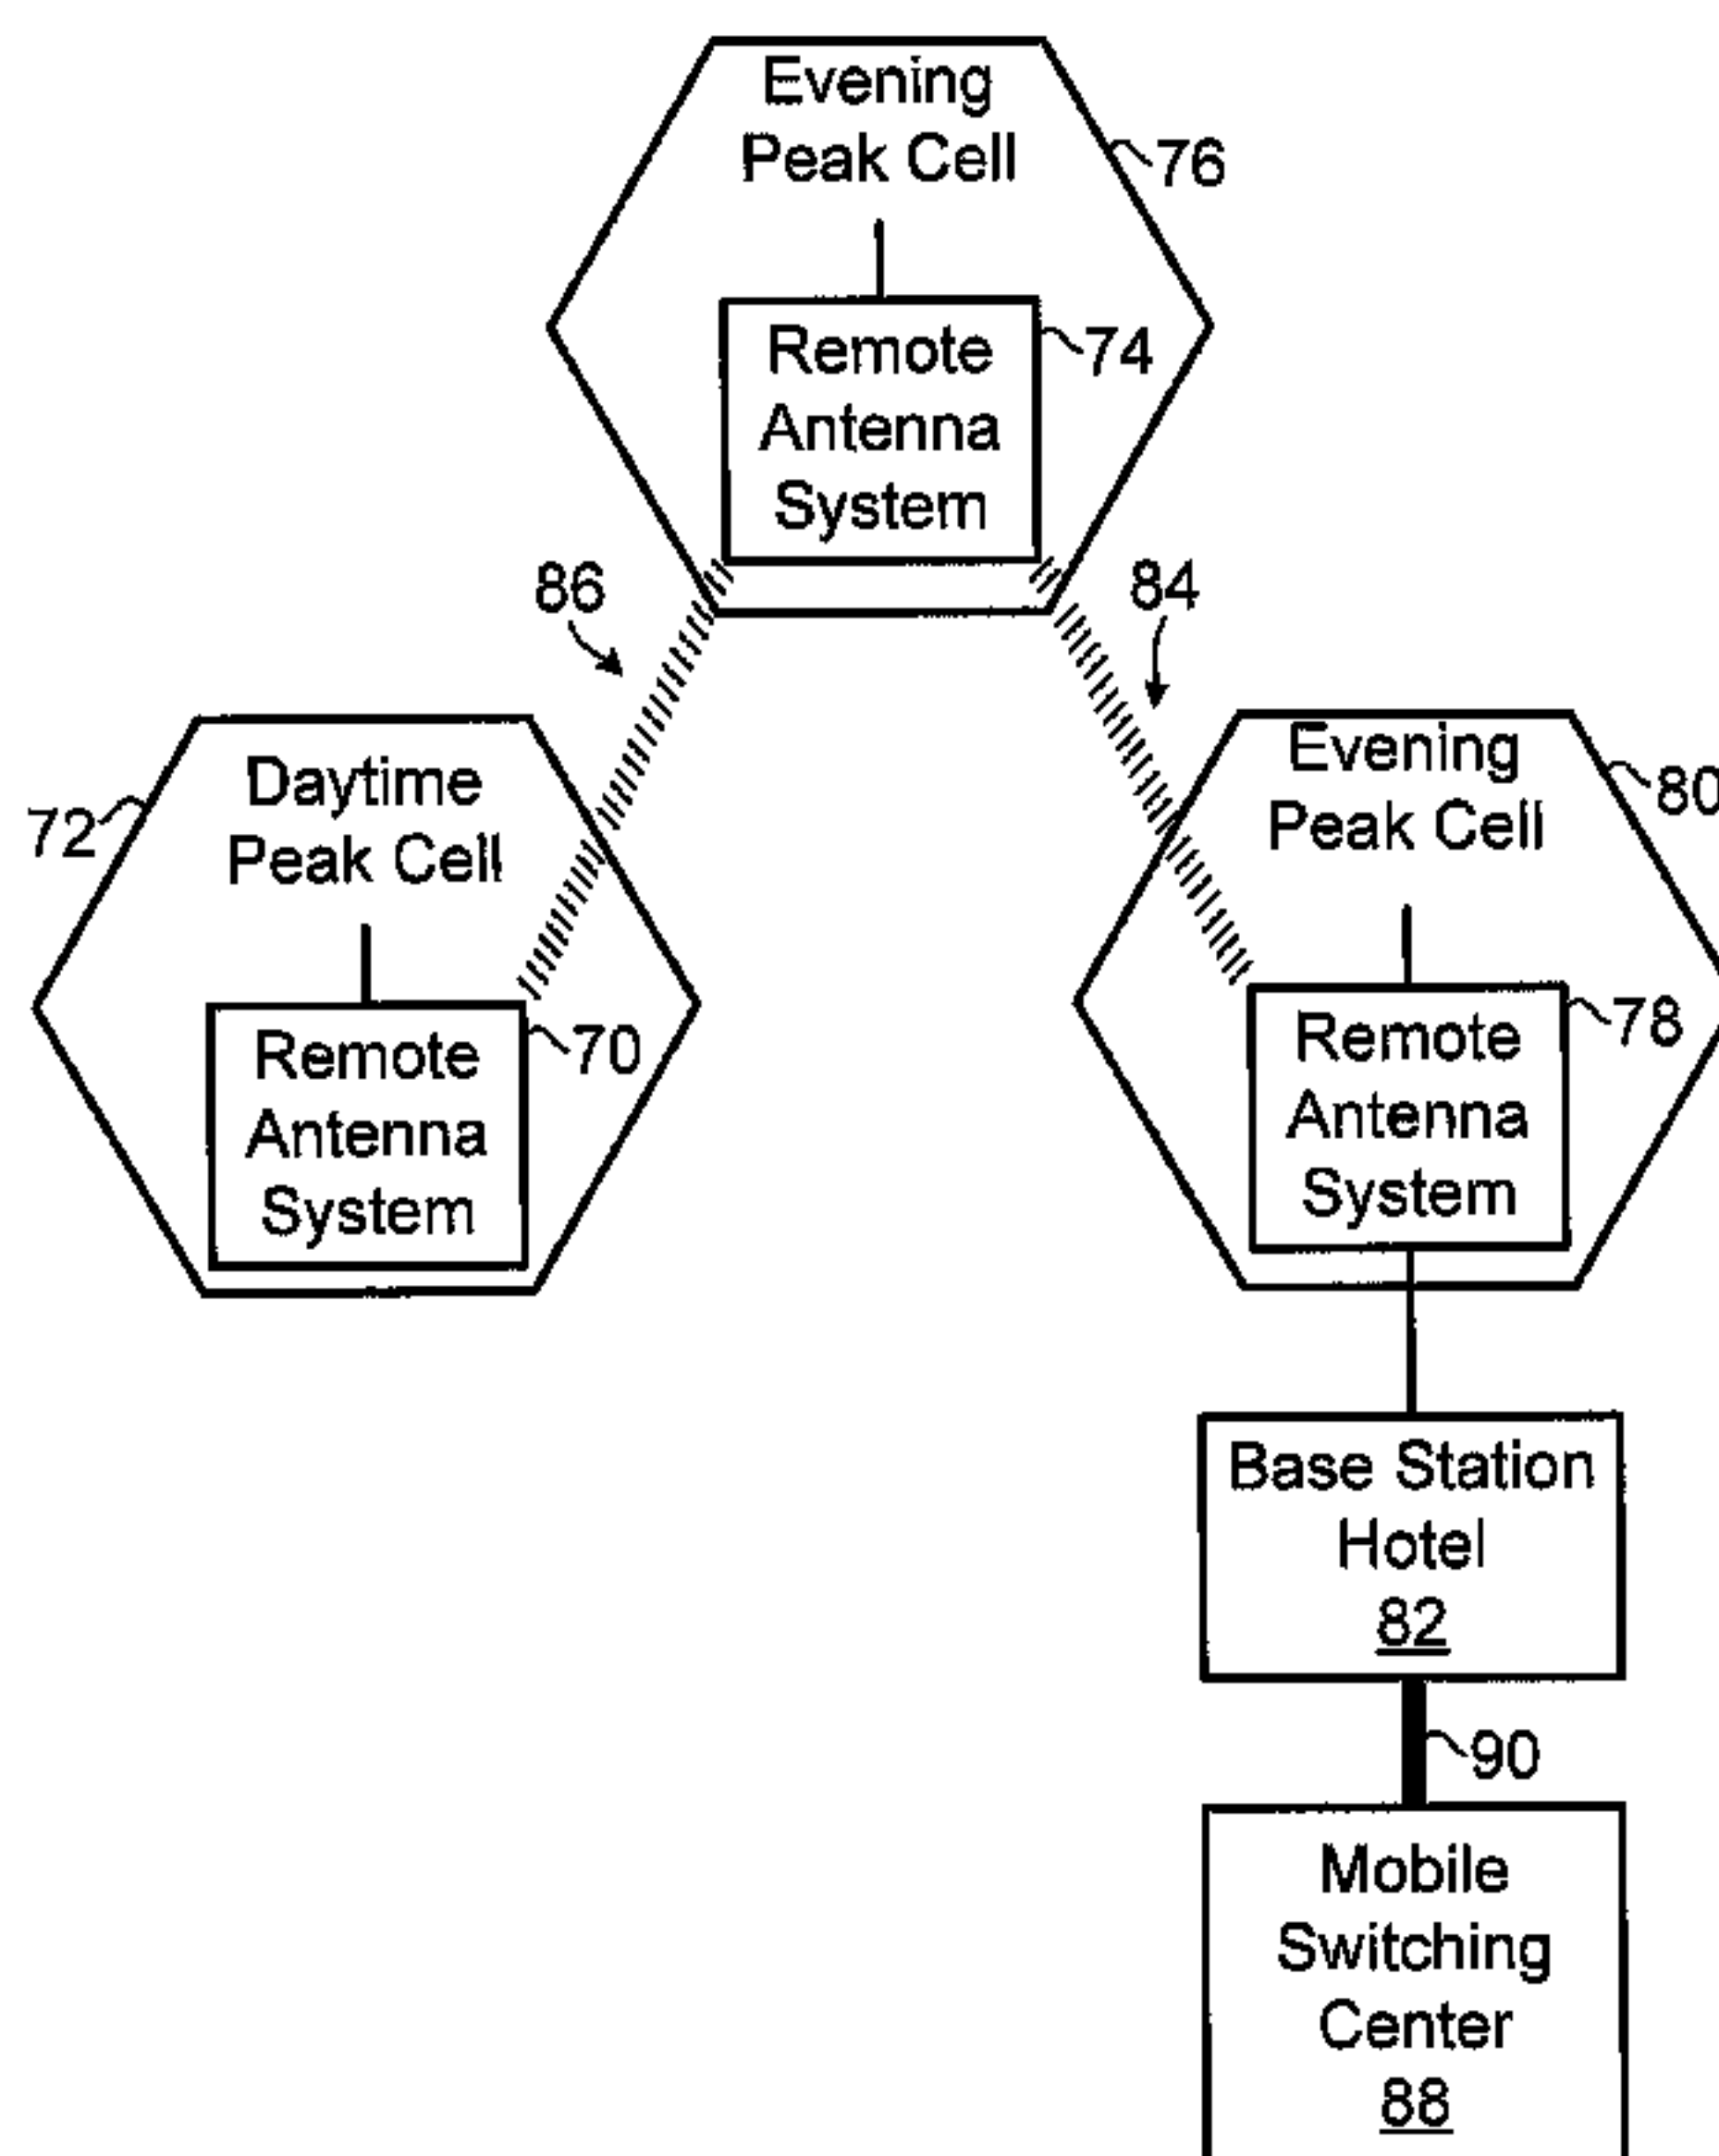 Evening
Peak Cell
76
Remote
Antenna
System
74
86
84
Daytime
Peak Cell
72
Remote
Antenna
System
70
Evening
Peak Cell
80
Remote
Antenna
System
78
Base Station
Hotel
82
90
Mobile
Switching
Center
88